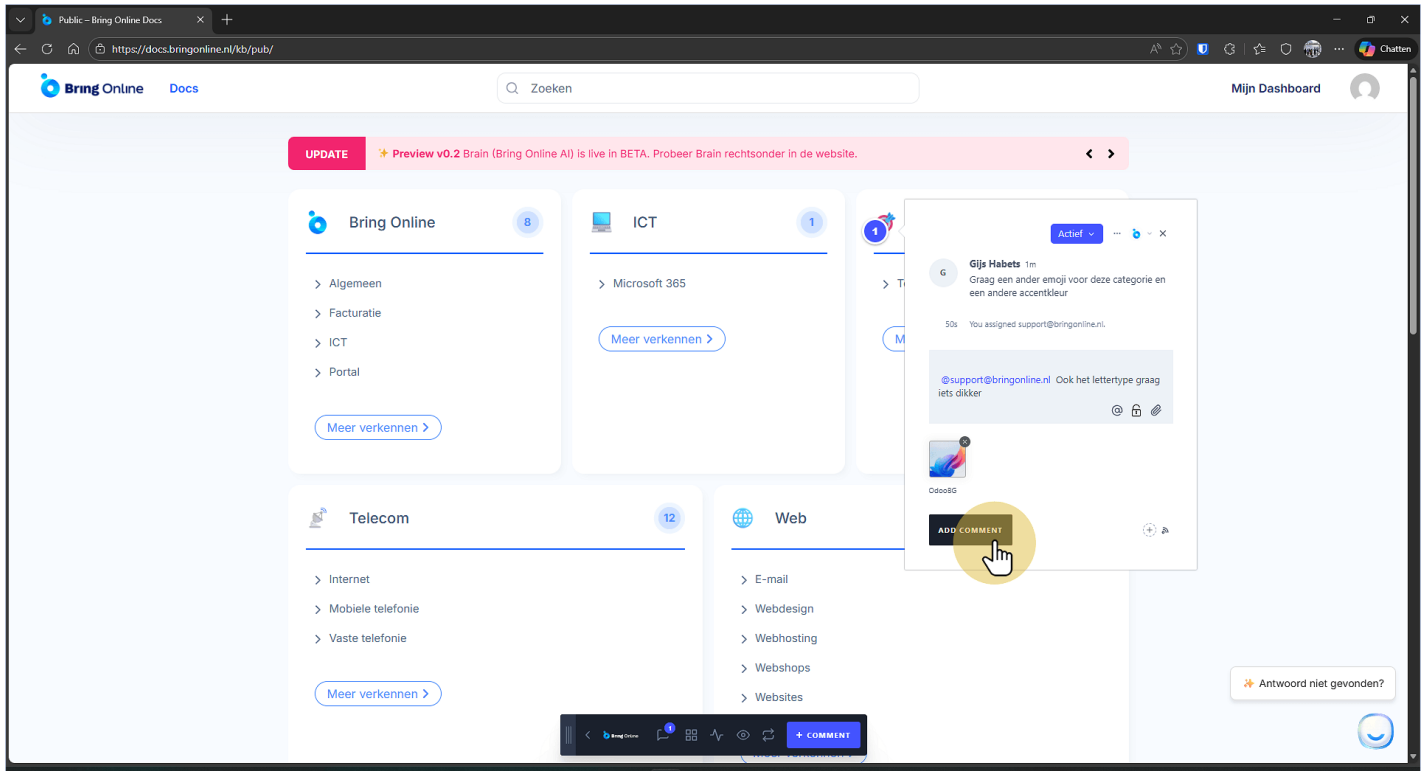 Public – Bring Online Docs
https://docs.bringonline.nl/kb/pub/
Chatten
Bring Online
Docs
Zoeken
Mijn Dashboard
UPDATE
Preview v0.2 Brain (Bring Online AI) is live in BETA. Probeer Brain rechtsonder in de website.
Bring Online
8
Algemeen
Facturatie
ICT
Portal
Meer verkennen
ICT
1
Microsoft 365
Meer verkennen
1
Actief
G
Gijs Habets 1m
Graag een ander emoji voor deze categorie en
een andere accentkleur
50s You assigned support@bringonline.nl.
@support@bringonline.nl Ook het lettertype graag
iets dikker
OdooBG
ADD COMMENT
Telecom
12
Internet
Mobiele telefonie
Vaste telefonie
Meer verkennen
Web
E-mail
Webdesign
Webhosting
Webshops
Websites
Antwoord niet gevonden?
Bring Online
1
+ COMMENT